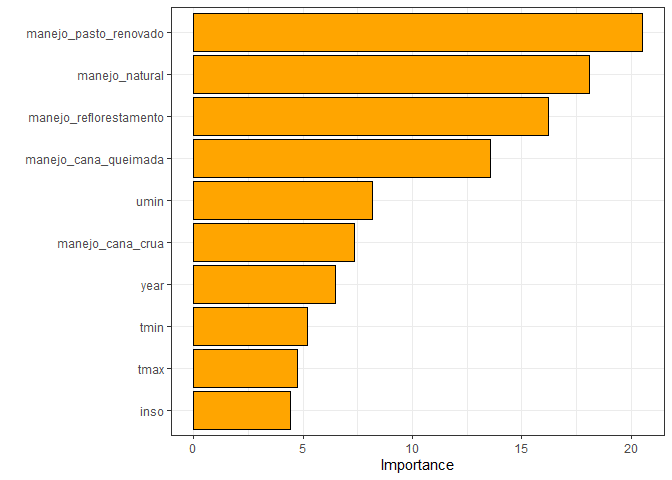 manejo_pasto_renovado
manejo_natural
manejo_reflorestamento
manejo_cana_queimada
umin
manejo_cana_crua
year
tmin
tmax
inso
0 5 10 15 20
Importance